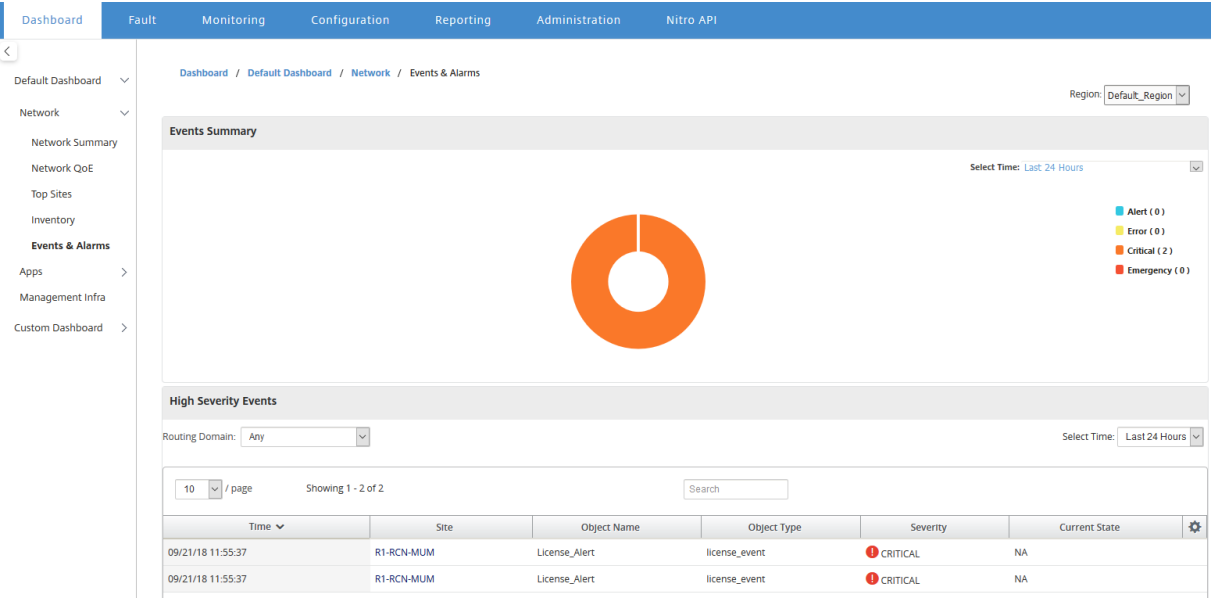 Dashboard Fault Monitoring Configuration Reporting Administration Nitro API
Dashboard / Default Dashboard / Network / Events & Alarms
Default Dashboard
Network
Network Summary
Network QoE
Top Sites
Inventory
Events & Alarms
Apps
Management Infra
Custom Dashboard
Region: Default_Region
Events Summary
Select Time: Last 24 Hours
Alert ( 0 )
Error ( 0 )
Critical ( 2 )
Emergency ( 0 )
High Severity Events
Routing Domain: Any Select Time: Last 24 Hours
10 / page Showing 1 - 2 of 2 Search
Time Site Object Name Object Type Severity Current State
09/21/18 11:55:37 R1-RCN-MUM License_Alert license_event CRITICAL NA
09/21/18 11:55:37 R1-RCN-MUM License_Alert license_event CRITICAL NA